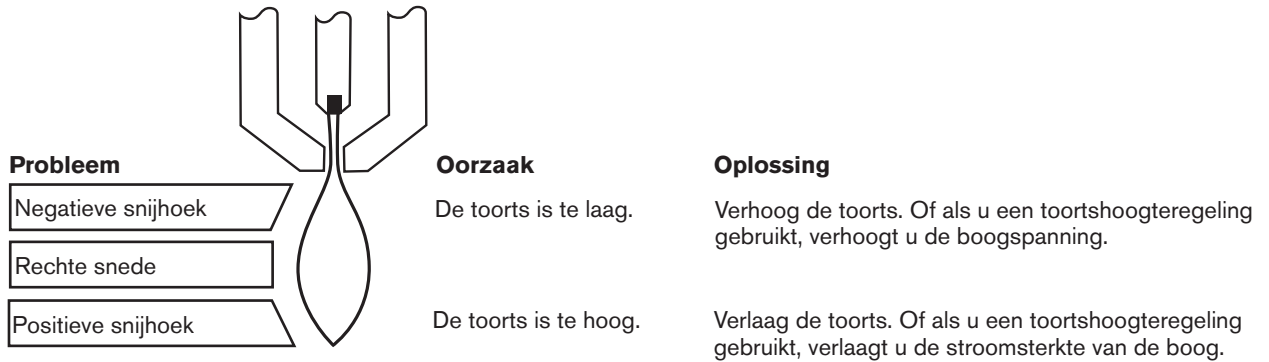 Probleem Oorzaak Oplossing
Negatieve snijhoek De toorts is te laag. Verhoog de toorts. Of als u een toortshoogteregeling
gebruikt, verhoogt u de boogspanning.
Rechte snede
Positieve snijhoek De toorts is te hoog. Verlaag de toorts. Of als u een toortshoogteregeling
gebruikt, verlaagt u de stroomsterkte van de boog.